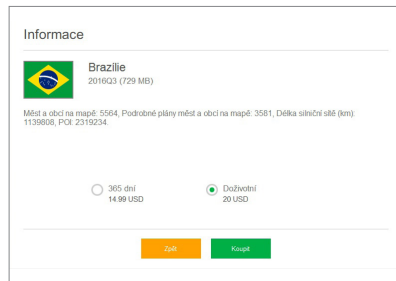 Informace
Brazílie
2016Q3 (729 MB)
Měst a obcí na mapě: 5564, Podrobné plány měst a obcí na mapě: 3581, Délka silniční sítě (km):
1139808, POI: 2319234.
365 dní
14.99 USD
Doživotní
20 USD
Zpět
Koupit